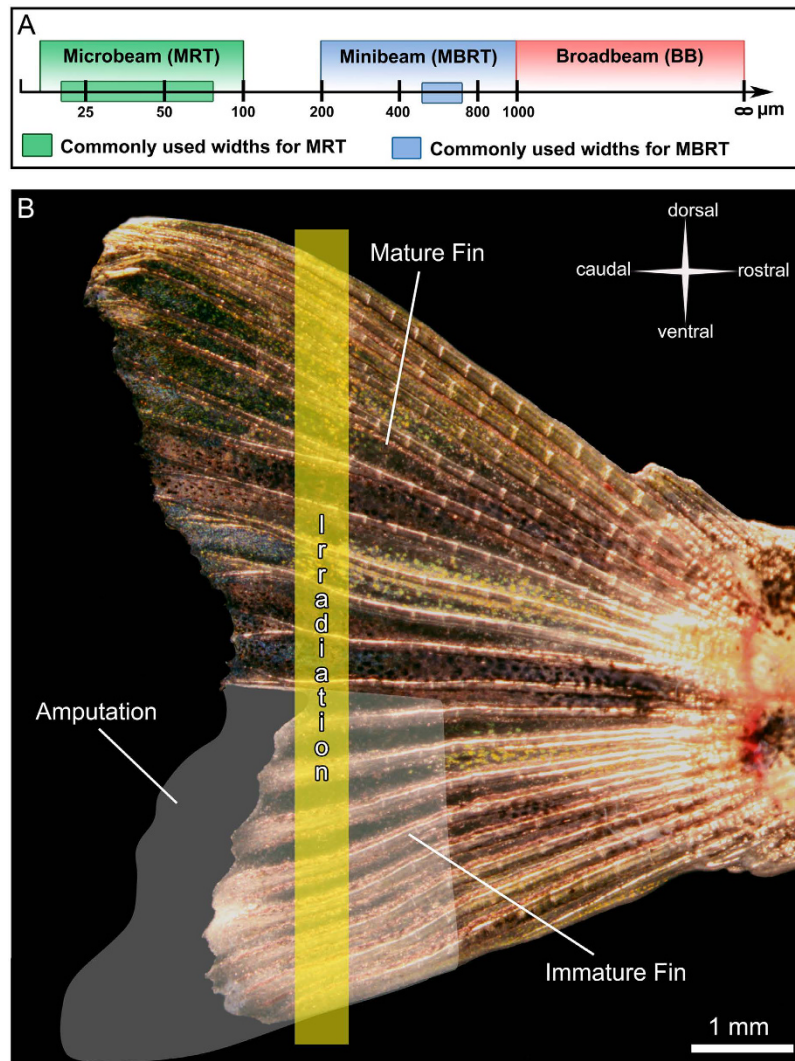 A
Microbeam (MRT)
Minibeam (MBRT)
Broadbeam (BB)
25
50
100
200
400
800
1000
∞
μm
Commonly used widths for MRT
Commonly used widths for MBRT
B
dorsal
caudal
rostral
ventral
Mature Fin
Irradiation
Amputation
Immature Fin
1 mm